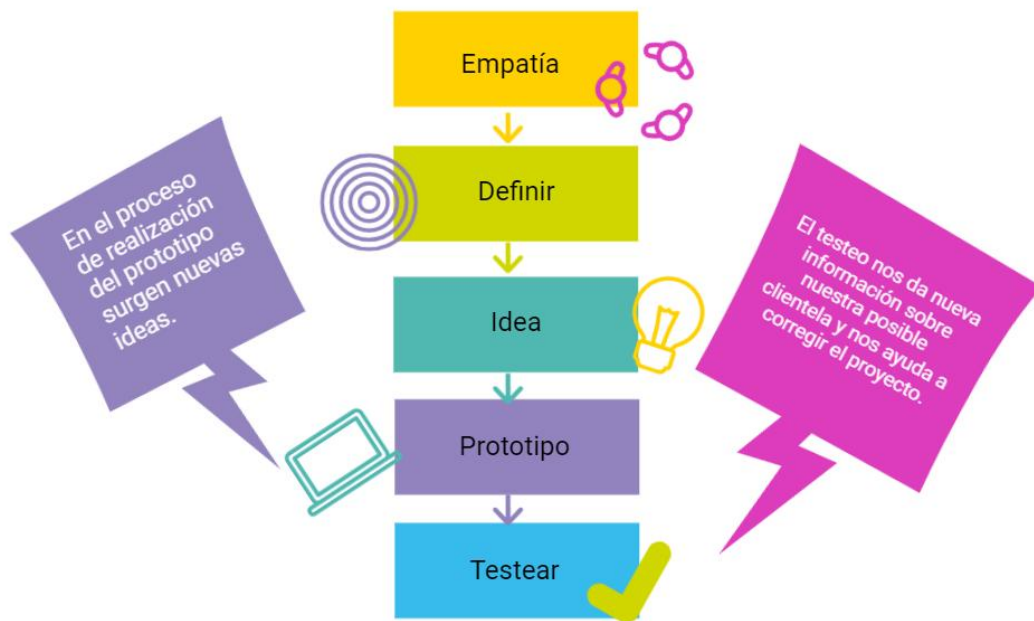 Empatía
Definir
Idea
Prototipo
Testear
En el proceso
de realización
del prototipo
surgen nuevas
ideas.
El testeo nos da nueva
información sobre
nuestra posible
clientela y nos ayuda a
corregir el proyecto.